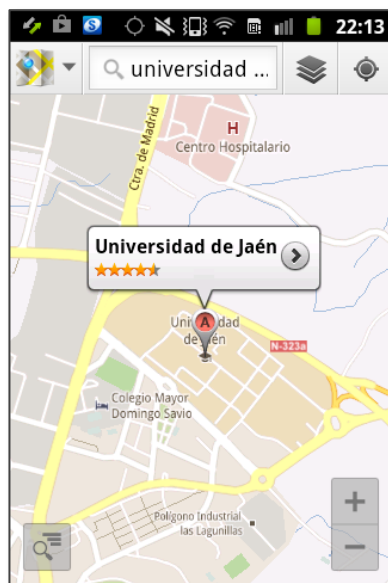 22:13
universidad ...
H
Centro Hospitalario
Ctra. de Madrid
Universidad de Jaén
A
de Jaén
N-323a
Colegio Mayor
Domingo Savio
Polígono Industrial
las Lagunillas